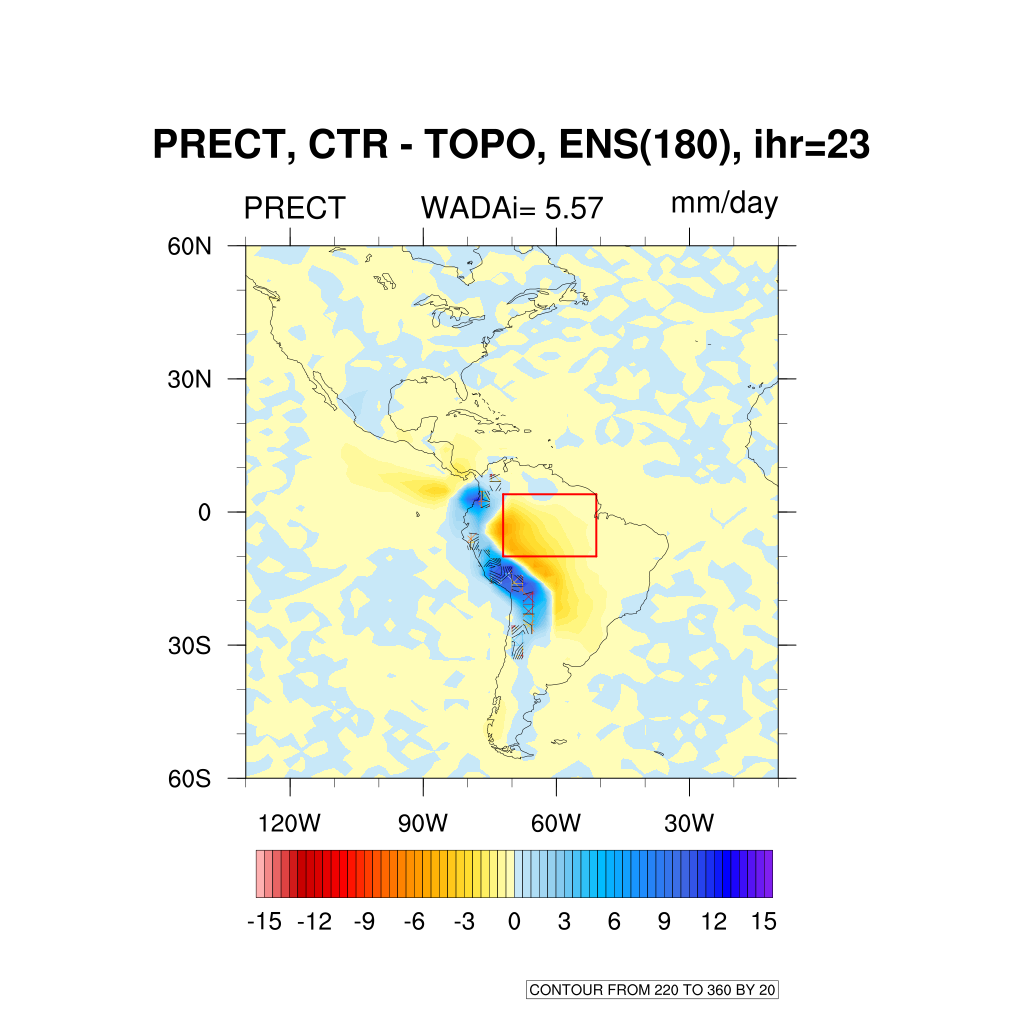 PRECT, CTR - TOPO, ENS(180), ihr=23
PRECT WADAi= 5.57 mm/day
60N
30N
0
30S
60S
120W 90W 60W 30W
-15 -12 -9 -6 -3 0 3 6 9 12 15
CONTOUR FROM 220 TO 360 BY 20